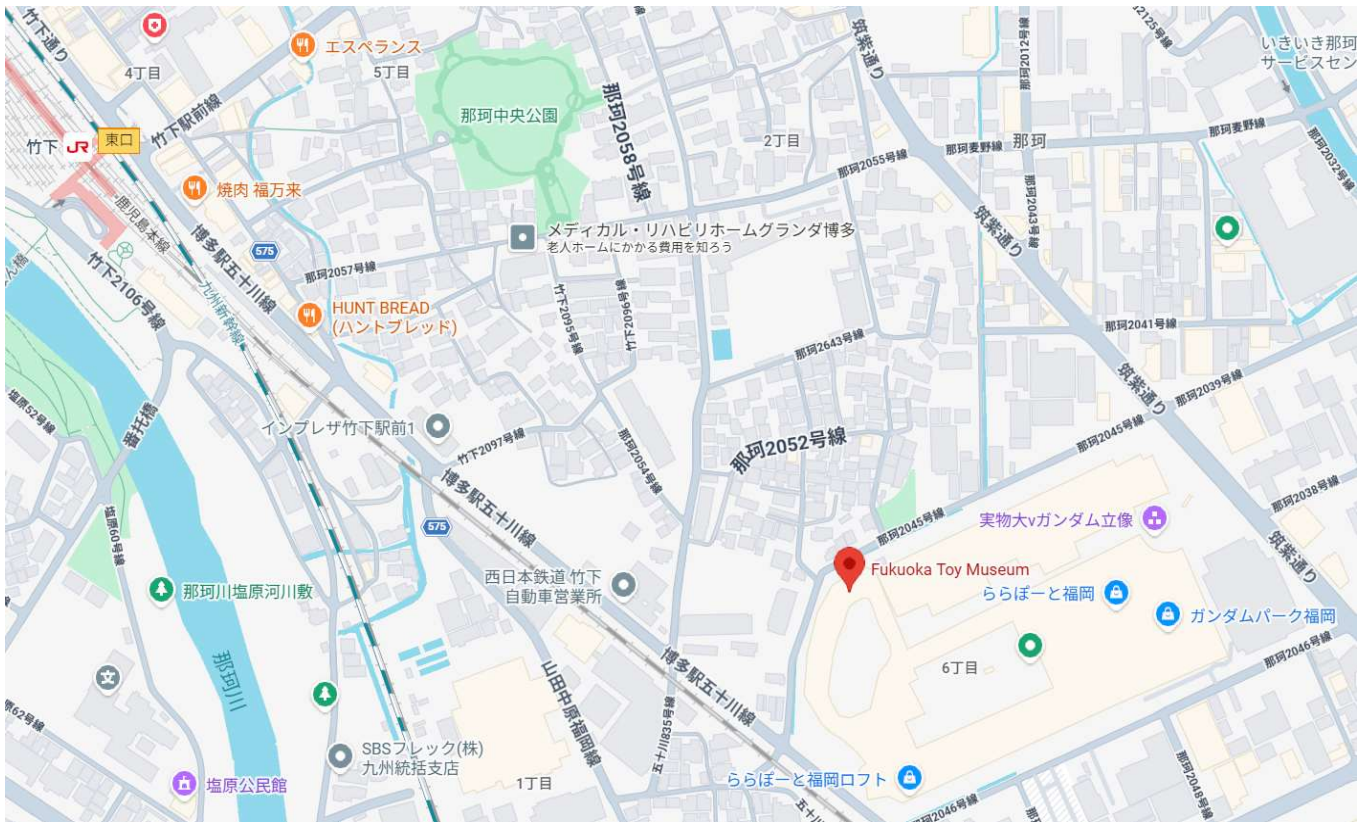 竹下通り
4丁目
エスペランス
5丁目
竹下駅前線
那珂中央公園
那珂2058号線
筑紫通り
那珂2012号線
いきいき那珂
サービスセン
竹下
JR
東口
焼肉 福万来
2丁目
那珂2055号線
那珂麦野線
那珂
那珂麦野線
那珂2032号線
鹿児島本線
博多駅五十川線
575
メディカル・リハビリホームグランダ博多
老人ホームにかかる費用を知ろう
那珂2057号線
那珂2043号線
筑紫通り
竹下2106号線
九州新幹線
HUNT BREAD
(ハントブレッド)
竹下2095号線
竹下2096号線
那珂2041号線
那珂2643号線
塩原52号線
番托橋
インプレザ竹下駅前1
竹下2097号線
那珂2054号線
那珂2052号線
筑紫通り
那珂2039号線
那珂2045号線
博多駅五十川線
575
塩原60号線
那珂2045号線
実物大νガンダム立像
那珂2038号線
筑紫通り
那珂川塩原河川敷
西日本鉄道 竹下
自動車営業所
Fukuoka Toy Museum
ららぽーと福岡
ガンダムパーク福岡
那珂川
文
山田中原福岡線
博多駅五十川線
6丁目
那珂2046号線
五十川835号線
SBSフレック(株)
九州統括支店
塩原公民館
1丁目
ららぽーと福岡ロフト
那珂2046号線
那珂2048号線